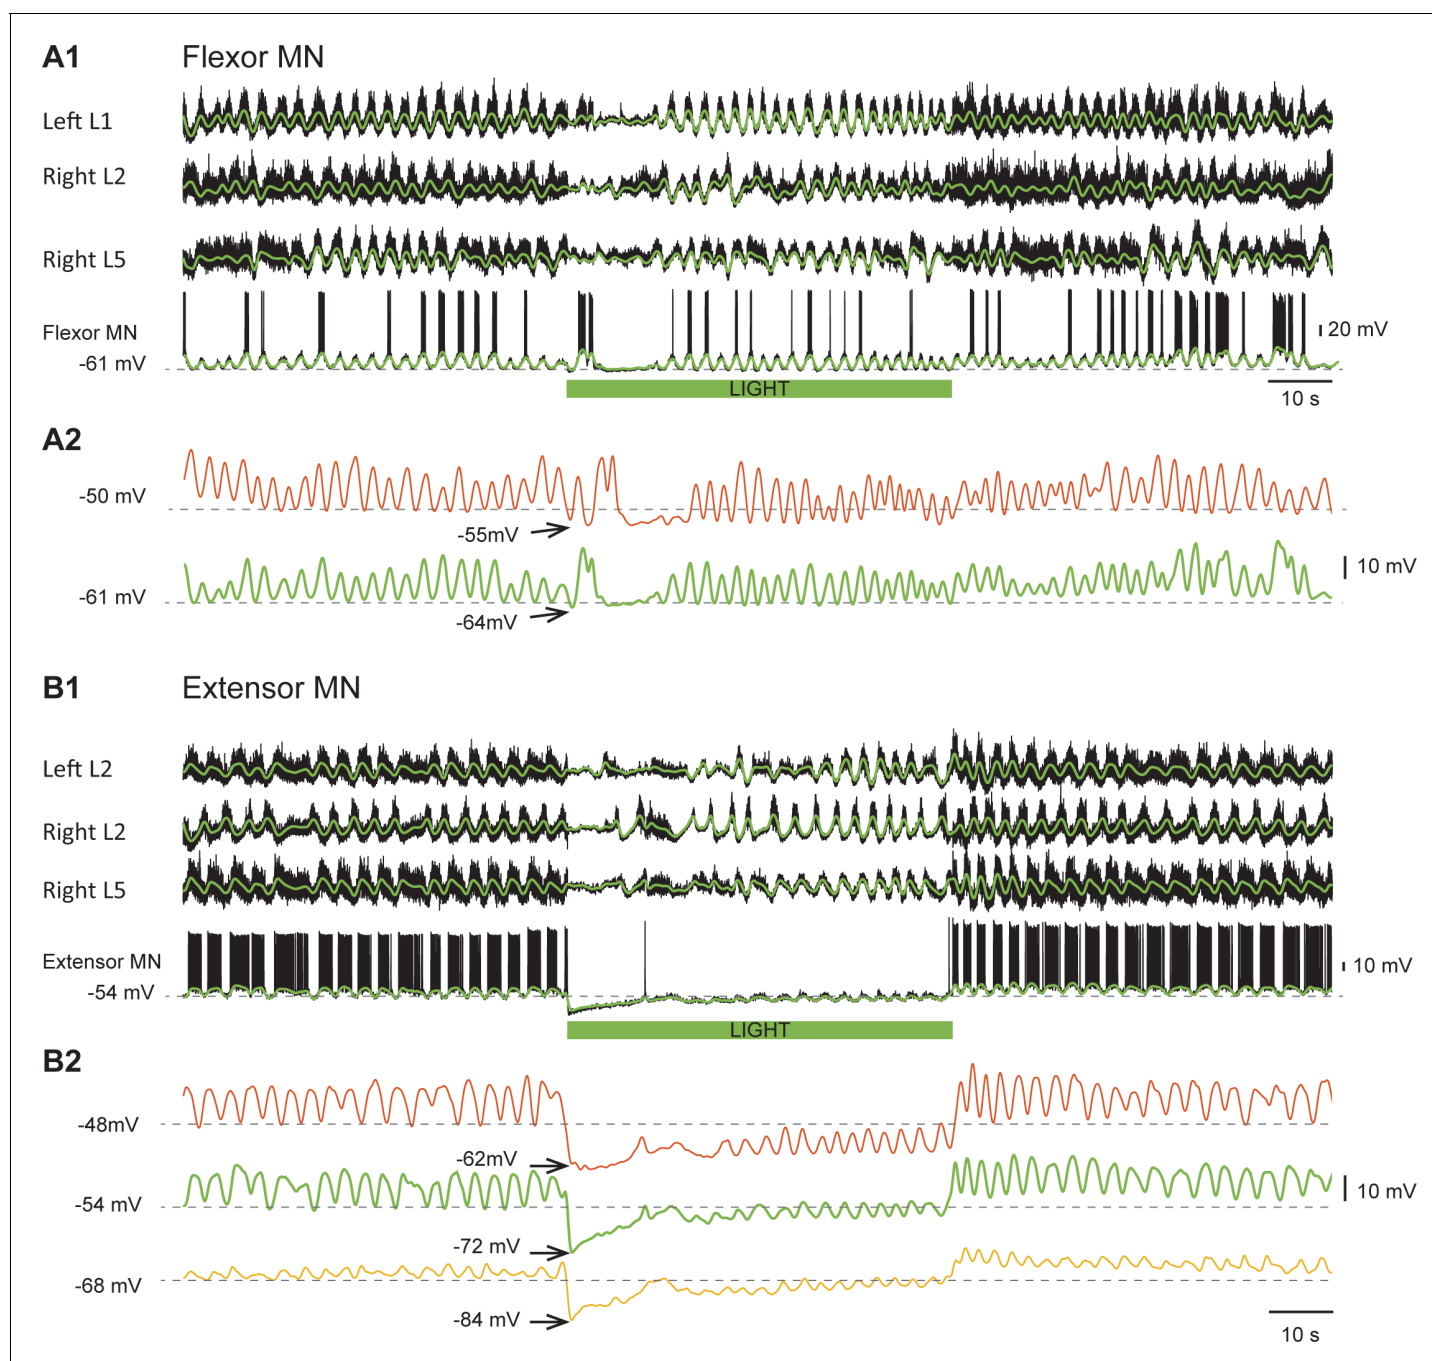 A1 Flexor MN
Left L1
Right L2
Right L5
Flexor MN
20 mV
-61 mV
LIGHT
10 s
A2
-50 mV
-55mV
10 mV
-61 mV
-64mV
B1 Extensor MN
Left L2
Right L2
Right L5
Extensor MN
10 mV
-54 mV
LIGHT
B2
-48mV
-62mV
10 mV
-54 mV
-72 mV
-68 mV
-84 mV
10 s